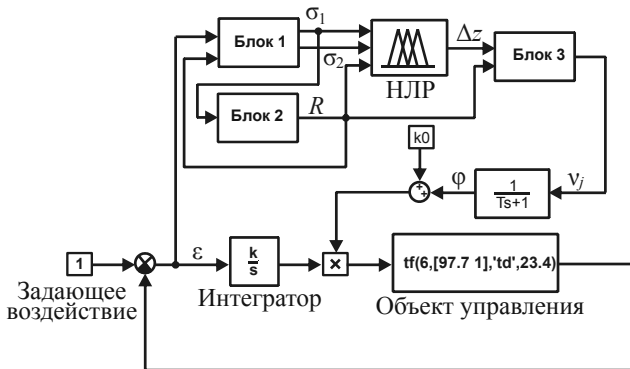 Блок 1
σ1
σ2
Δz
Блок 3
НЛР
Блок 2
R
k0
+
+
φ
1
Ts+1
νj
1
ε
k
s
×
tf(6,[97.7 1],'td',23.4)
Задающее
воздействие
Интегратор
Объект управления